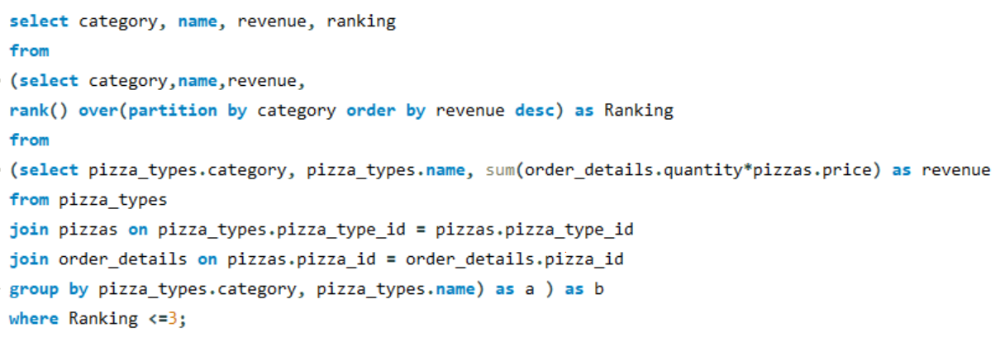 select category, name, revenue, ranking
from
(select category,name,revenue,
rank() over(partition by category order by revenue desc) as Ranking
from
(select pizza_types.category, pizza_types.name, sum(order_details.quantity*pizzas.price) as revenue
from pizza_types
join pizzas on pizza_types.pizza_type_id = pizzas.pizza_type_id
join order_details on pizzas.pizza_id = order_details.pizza_id
group by pizza_types.category, pizza_types.name) as a ) as b
where Ranking <=3;